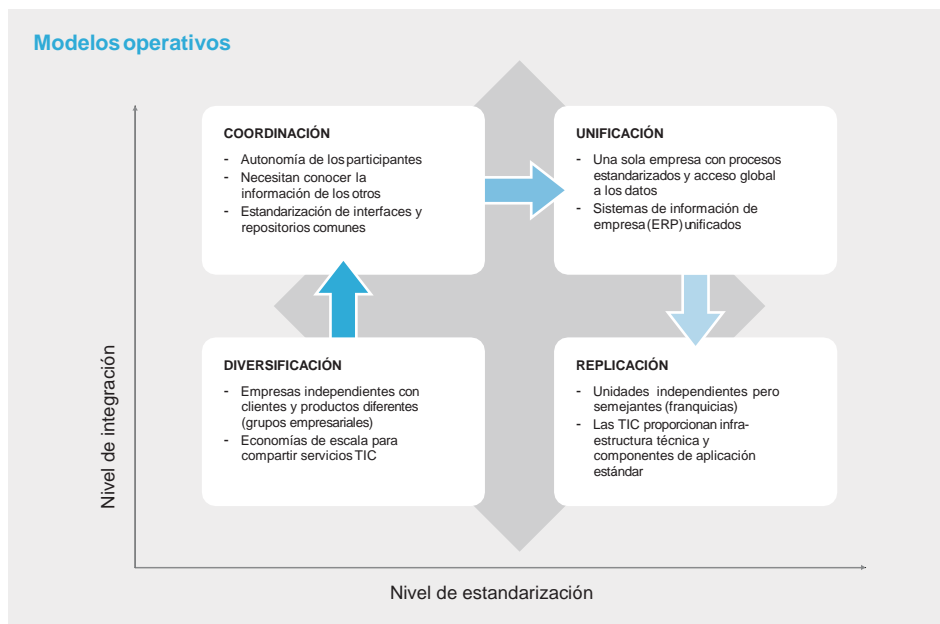 Modelos operativos
COORDINACIÓN
- Autonomía de los participantes
- Necesitan conocer la
información de los otros
- Estandarización de interfaces y
repositorios comunes
UNIFICACIÓN
- Una sola empresa con procesos
estandarizados y acceso global
a los datos
- Sistemas de información de
empresa (ERP) unificados
DIVERSIFICACIÓN
- Empresas independientes con
clientes y productos diferentes
(grupos empresariales)
- Economías de escala para
compartir servicios TIC
REPLICACIÓN
- Unidades independientes pero
semejantes (franquicias)
- Las TIC proporcionan infra-
estructura técnica y
componentes de aplicación
estándar
Nivel de integración
Nivel de estandarización